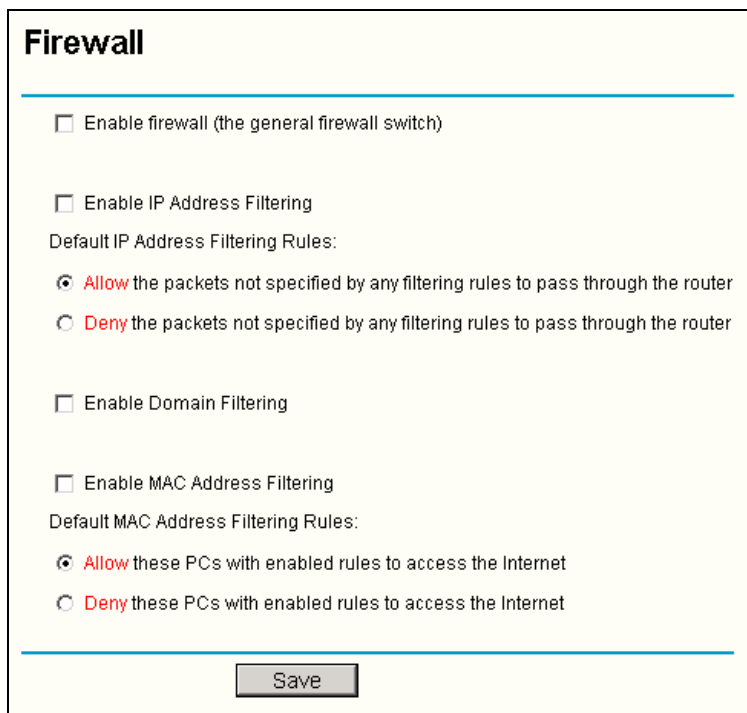 Firewall
Enable firewall (the general firewall switch)
Enable IP Address Filtering
Default IP Address Filtering Rules:
Allow the packets not specified by any filtering rules to pass through the router
Deny the packets not specified by any filtering rules to pass through the router
Enable Domain Filtering
Enable MAC Address Filtering
Default MAC Address Filtering Rules:
Allow these PCs with enabled rules to access the Internet
Deny these PCs with enabled rules to access the Internet
Save